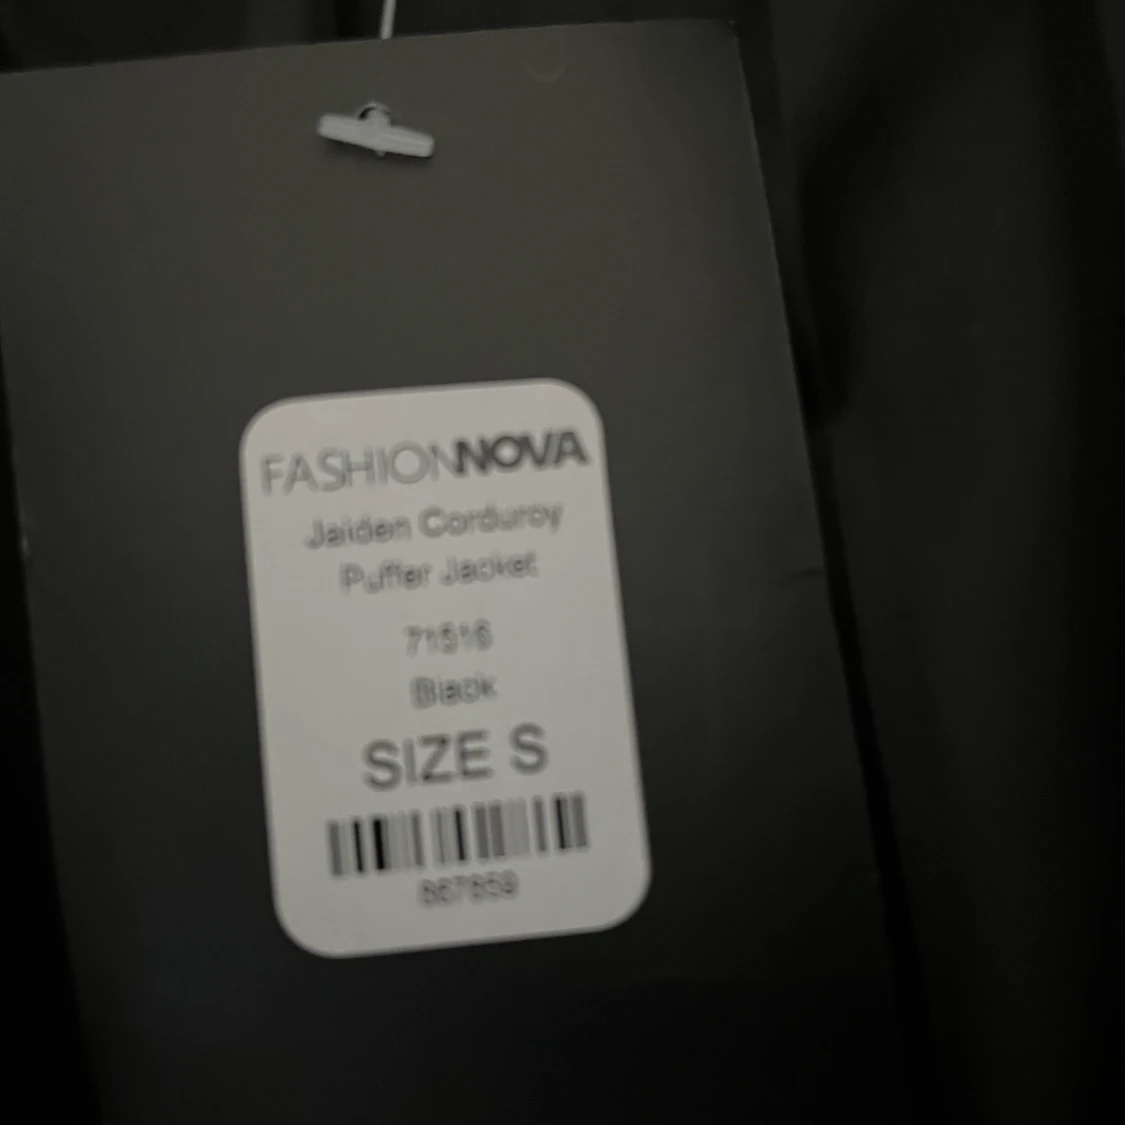 FASHIONNOVA
Jaiden Corduroy
Puffer Jacket
Black
SIZE S